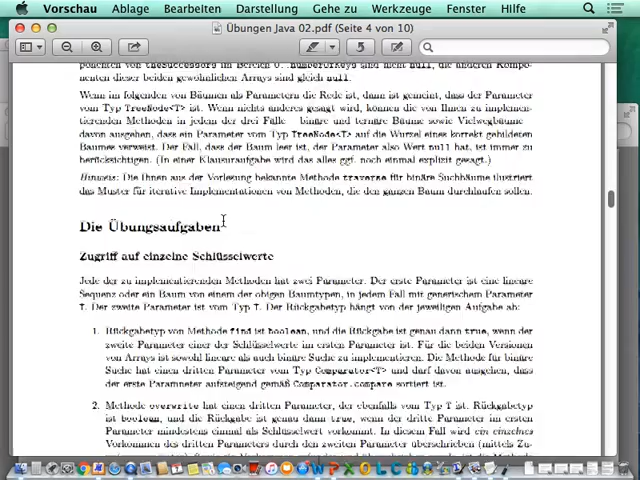 Vorschau Ablage Bearbeiten Darstellung Gehe zu Werkzeuge Fenster Hilfe
Übungen Java 02.pdf (Seite 4 von 10)
ponenten von theSuccessors im Bereich 0..numberOfKeys sind nicht null, die anderen Kompo-
nenten dieser beiden gewöhnlichen Arrays sind gleich null.
Wenn im folgenden von Bäumen als Parametern die Rede ist, dann ist gemeint, dass der Parameter
vom Typ TreeNode<T> ist. Wenn nichts anderes gesagt wird, können die von Ihnen zu implemen-
tierenden Methoden in jedem der drei Fälle – binäre und ternäre Bäume sowie Vielwegbäume –
davon ausgehen, dass ein Parameter vom Typ TreeNode<T> auf die Wurzel eines korrekt gebildeten
Baumes verweist. Der Fall, dass der Baum leer ist, der Parameter also Wert null hat, ist immer zu
berücksichtigen. (In einer Klausuraufgabe wird das alles ggf. noch einmal explizit gesagt.)
Hinweis: Die Ihnen aus der Vorlesung bekannte Methode traverse für binäre Suchbäume illustriert
das Muster für iterative Implementationen von Methoden, die den ganzen Baum durchlaufen sollen.
Die Übungsaufgaben
Zugriff auf einzelne Schlüsselwerte
Jede der zu implementierenden Methoden hat zwei Parameter. Der erste Parameter ist eine lineare
Sequenz oder ein Baum von einem der obigen Baumtypen, in jedem Fall mit generischem Parameter
T. Der zweite Parameter ist vom Typ T. Der Rückgabetyp hängt von der jeweiligen Aufgabe ab:
1. Rückgabetyp von Methode find ist boolean, und die Rückgabe ist genau dann true, wenn der
zweite Parameter einer der Schlüsselwerte im ersten Parameter ist. Für die beiden Versionen
von Arrays ist sowohl lineare als auch binäre Suche zu implementieren. Die Methode für binäre
Suche hat einen dritten Parameter vom Typ Comparator<T> und darf davon ausgehen, dass
der erste Parameter aufsteigend gemäß Comparator.compare sortiert ist.
2. Methode overwrite hat einen dritten Parameter, der ebenfalls vom Typ T ist. Rückgabetyp
ist boolean, und die Rückgabe ist genau dann true, wenn der dritte Parameter im ersten
Parameter mindestens einmal als Schlüsselwert vorkommt. In diesem Fall wird ein einzelnes
Vorkommen des dritten Parameters durch den zweiten Parameter überschrieben (mittels Zu-